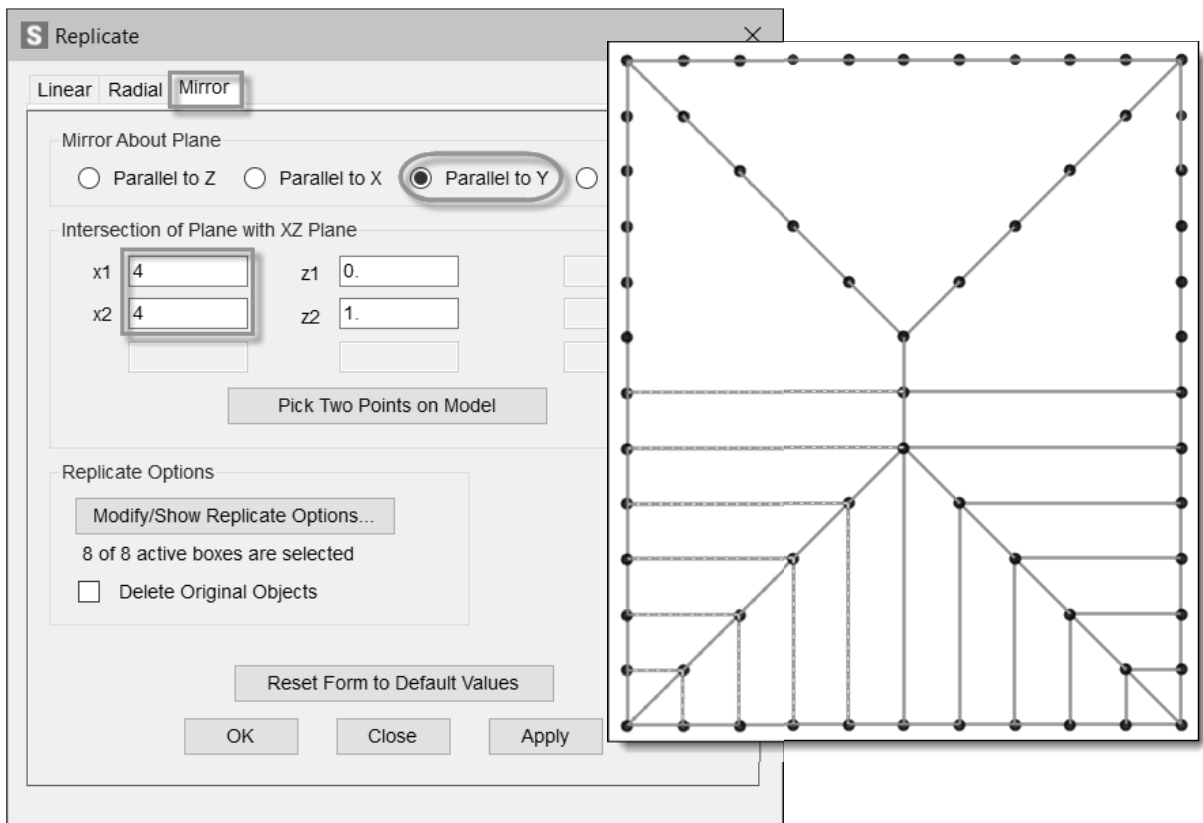 S Replicate
Linear Radial Mirror
Mirror About Plane
Parallel to Z Parallel to X Parallel to Y
Intersection of Plane with XZ Plane
x1 4 z1 0.
x2 4 z2 1.
Pick Two Points on Model
Replicate Options
Modify/Show Replicate Options...
8 of 8 active boxes are selected
Delete Original Objects
Reset Form to Default Values
OK Close Apply